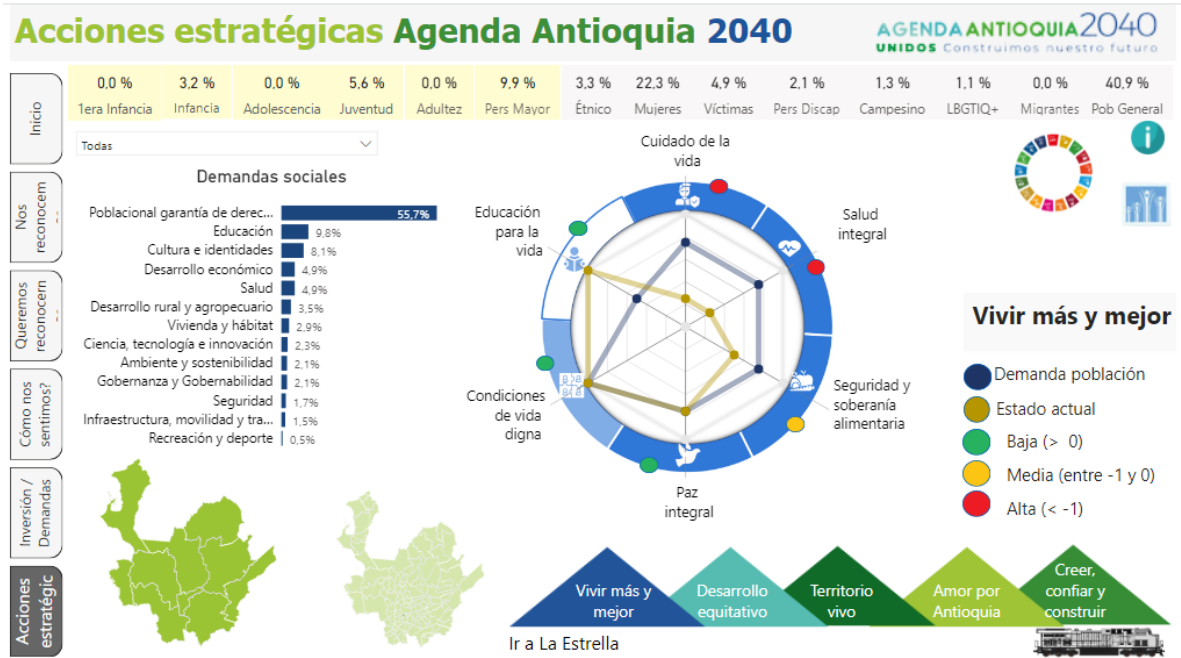 Acciones estratégicas Agenda Antioquia 2040
AGENDA ANTIOQUIA 2040
UNIDOS Construimos nuestro futuro
Inicio
Nos
reconocem
Queremos
reconocern
Cómo nos
sentimos?
Inversión /
Demandas
Acciones
estratégic
0,0 % 3,2 % 0,0 % 5,6 % 0,0 % 9,9 % 3,3 % 22,3 % 4,9 % 2,1 % 1,3 % 1,1 % 0,0 % 40,9 %
1era Infancia Infancia Adolescencia Juventud Adultez Pers Mayor Étnico Mujeres Víctimas Pers Discap Campesino LBGTIQ+ Migrantes Pob General
Todas
Demandas sociales
Poblacional garantía de derec... 55,7%
Educación 9,8%
Cultura e identidades 8,1%
Desarrollo económico 4,9%
Salud 4,9%
Desarrollo rural y agropecuario 3,5%
Vivienda y hábitat 2,9%
Ciencia, tecnología e innovación 2,3%
Ambiente y sostenibilidad 2,1%
Gobernanza y Gobernabilidad 2,1%
Seguridad 1,7%
Infraestructura, movilidad y tra... 1,5%
Recreación y deporte 0,5%
Cuidado de la
vida
Salud
integral
Seguridad y
soberanía
alimentaria
Paz
integral
Condiciones
de vida
digna
Educación
para la
vida
i
Vivir más y mejor
Demanda población
Estado actual
Baja (> 0)
Media (entre -1 y 0)
Alta (< -1)
Vivir más y
mejor
Desarrollo
equitativo
Territorio
vivo
Amor por
Antioquia
Creer,
confiar y
construir
Ir a La Estrella